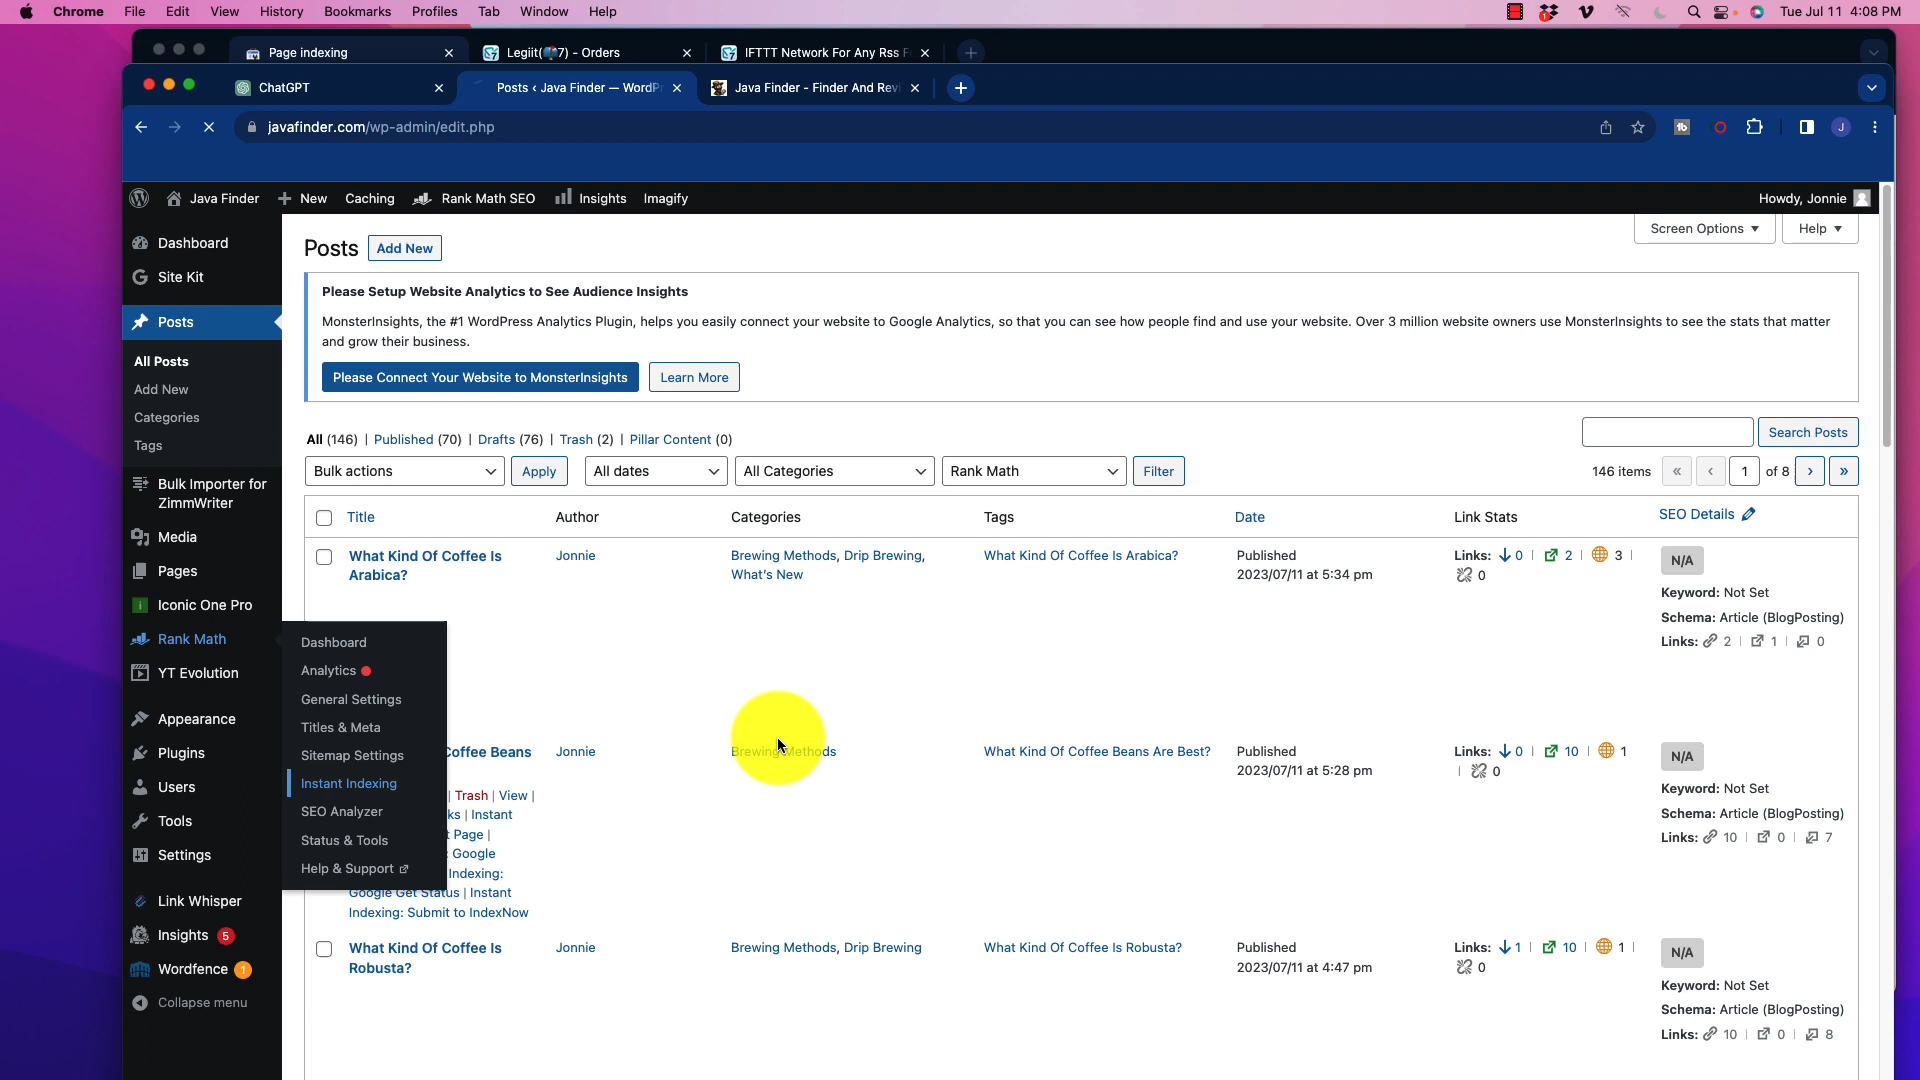 Chrome File Edit View History Bookmarks Profiles Tab Window Help Tue Jul 11 4:08 PM
Page indexing Legiit(7) - Orders IFTTT Network For Any Rss F
ChatGPT Posts ‹ Java Finder — WordPr Java Finder - Finder And Revi
javafinder.com/wp-admin/edit.php J
Java Finder New Caching Rank Math SEO Insights Imagify Howdy, Jonnie
Screen Options Help
Dashboard
Site Kit
Posts
All Posts
Add New
Categories
Tags
Bulk Importer for
ZimmWriter
Media
Pages
Iconic One Pro
Rank Math
YT Evolution
Appearance
Plugins
Users
Tools
Settings
Link Whisper
Insights 5
Wordfence 1
Collapse menu
Dashboard
Analytics
General Settings
Titles & Meta
Sitemap Settings
Instant Indexing
SEO Analyzer
Status & Tools
Help & Support
Posts Add New
Please Setup Website Analytics to See Audience Insights
MonsterInsights, the #1 WordPress Analytics Plugin, helps you easily connect your website to Google Analytics, so that you can see how people find and use your website. Over 3 million website owners use MonsterInsights to see the stats that matter
and grow their business.
Please Connect Your Website to MonsterInsights Learn More
All (146) | Published (70) | Drafts (76) | Trash (2) | Pillar Content (0)
Search Posts
Bulk actions Apply All dates All Categories Rank Math Filter 146 items « ‹ 1 of 8 › »
Title Author Categories Tags Date Link Stats SEO Details
What Kind Of Coffee Is
Arabica?
Jonnie
Brewing Methods, Drip Brewing,
What's New
What Kind Of Coffee Is Arabica?
Published
2023/07/11 at 5:34 pm
Links: 0 | 2 | 3 |
0
N/A
Keyword: Not Set
Schema: Article (BlogPosting)
Links: 2 | 1 | 0
Coffee Beans
| Trash | View |
ks | Instant
t Page |
: Google
Indexing:
Google Get Status | Instant
Indexing: Submit to IndexNow
Jonnie
Brewing Methods
What Kind Of Coffee Beans Are Best?
Published
2023/07/11 at 5:28 pm
Links: 0 | 10 | 1
| 0
N/A
Keyword: Not Set
Schema: Article (BlogPosting)
Links: 10 | 0 | 7
What Kind Of Coffee Is
Robusta?
Jonnie
Brewing Methods, Drip Brewing
What Kind Of Coffee Is Robusta?
Published
2023/07/11 at 4:47 pm
Links: 1 | 10 | 1 |
0
N/A
Keyword: Not Set
Schema: Article (BlogPosting)
Links: 10 | 0 | 8